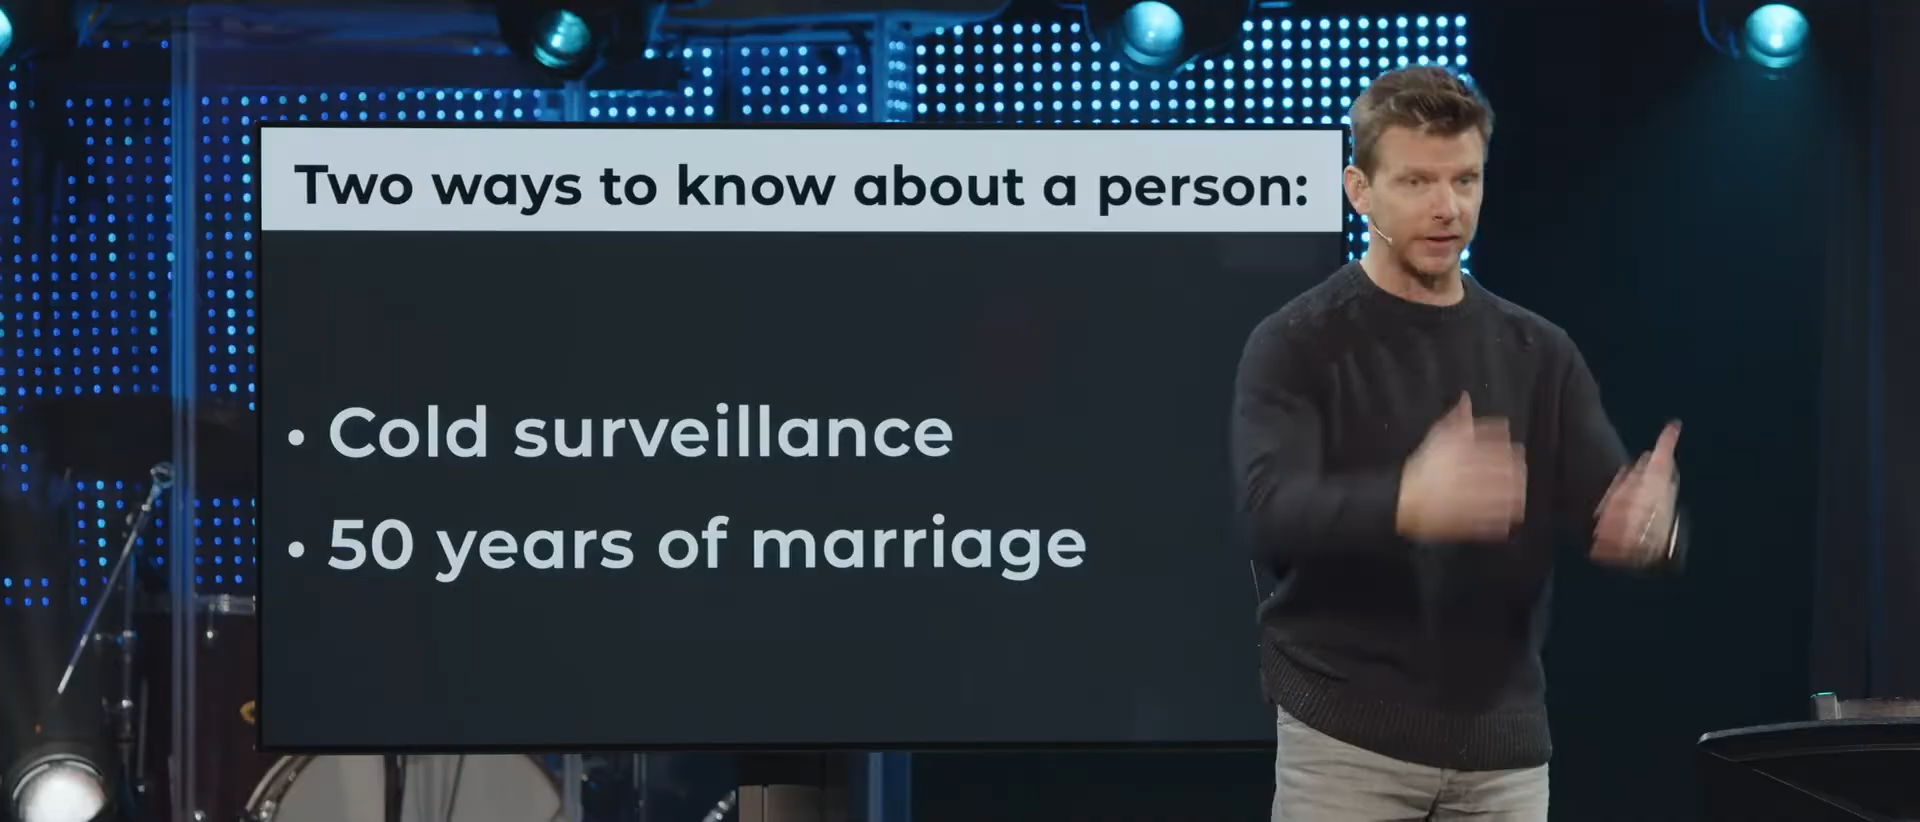 Two ways to know about a person:
• Cold surveillance
• 50 years of marriage